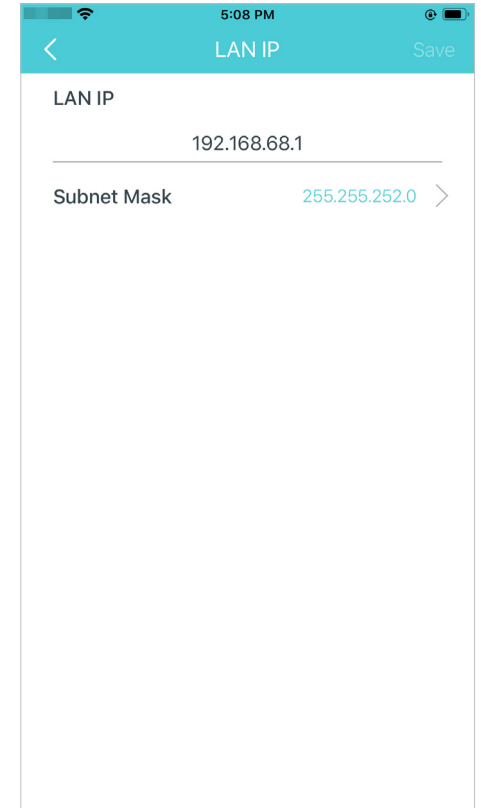 5:08 PM
LAN IP
Save
LAN IP
192.168.68.1
Subnet Mask 255.255.252.0